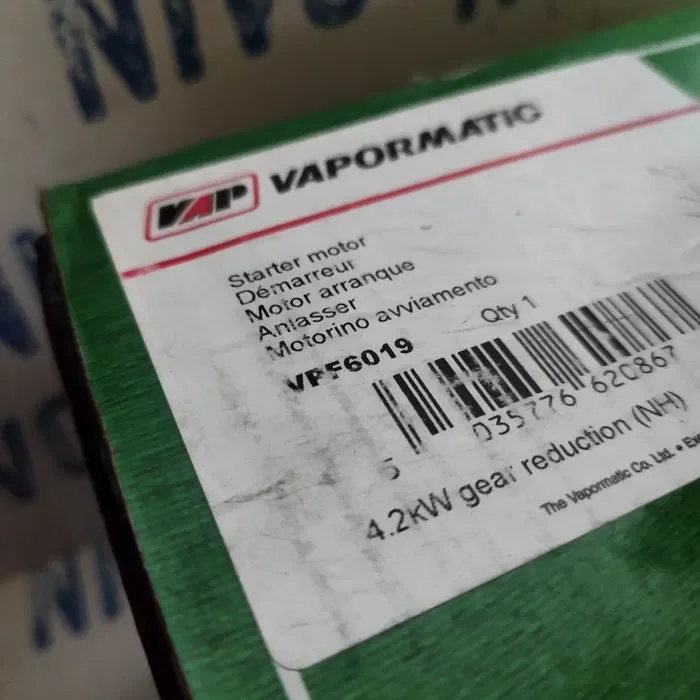 VAP VAPORMATIC
Starter motor
Démarreur
Motor arranque
Anlasser
Motorino avviamento
Qty 1
VPF6019
5 035776 620867
4.2kW gear reduction (NH)
The Vapormatic Co. Ltd. •